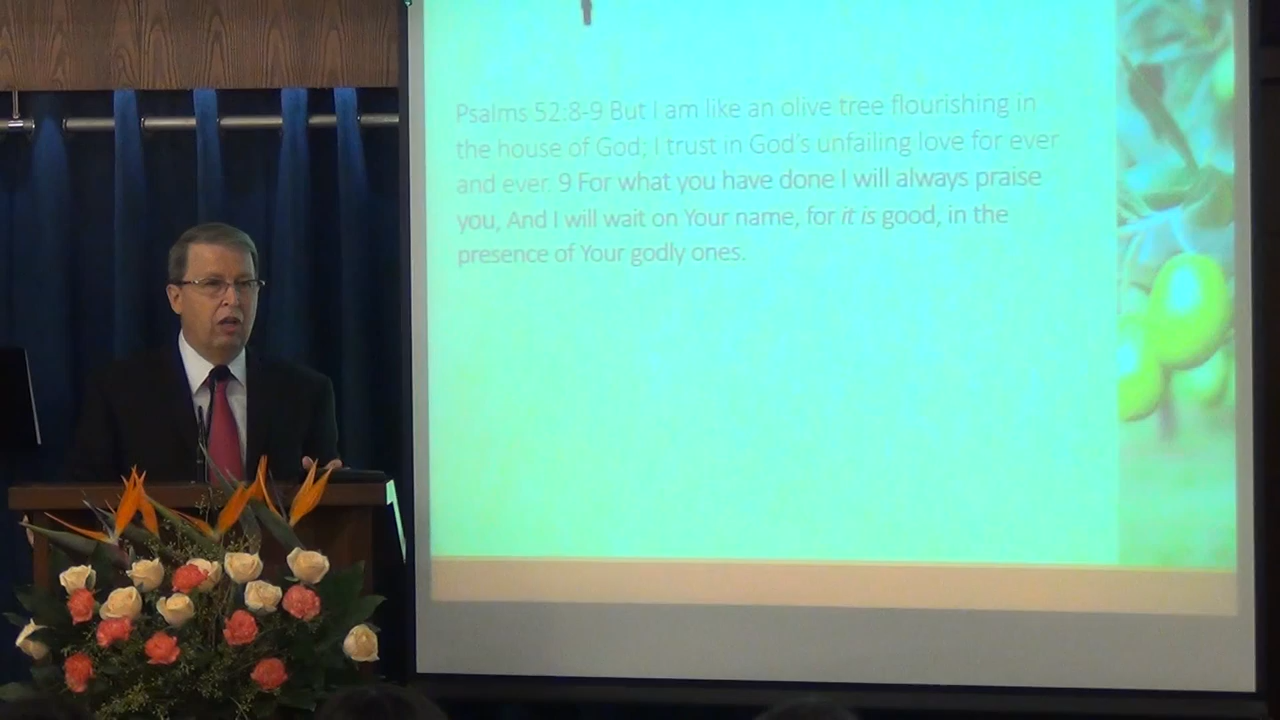 Psalms 52:8-9 But I am like an olive tree flourishing in
the house of God; I trust in God's unfailing love for ever
and ever. 9 For what you have done I will always praise
you, And I will wait on Your name, for it is good, in the
presence of Your godly ones.